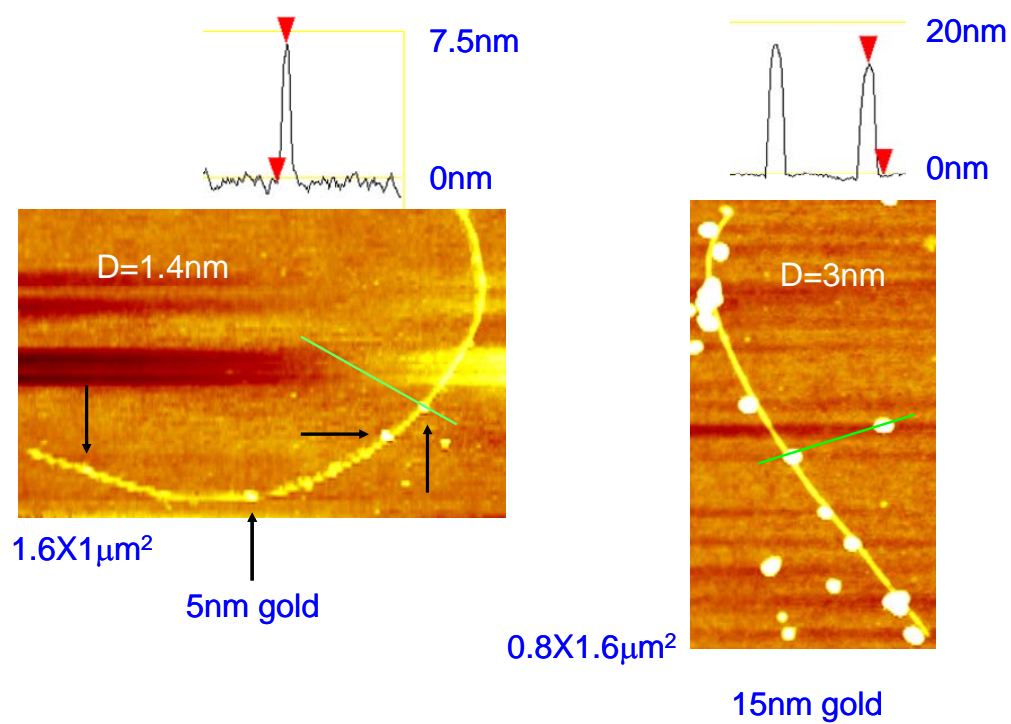 7.5nm
0nm
20nm
0nm
D=1.4nm
D=3nm
1.6X1μm²
5nm gold
0.8X1.6μm²
15nm gold